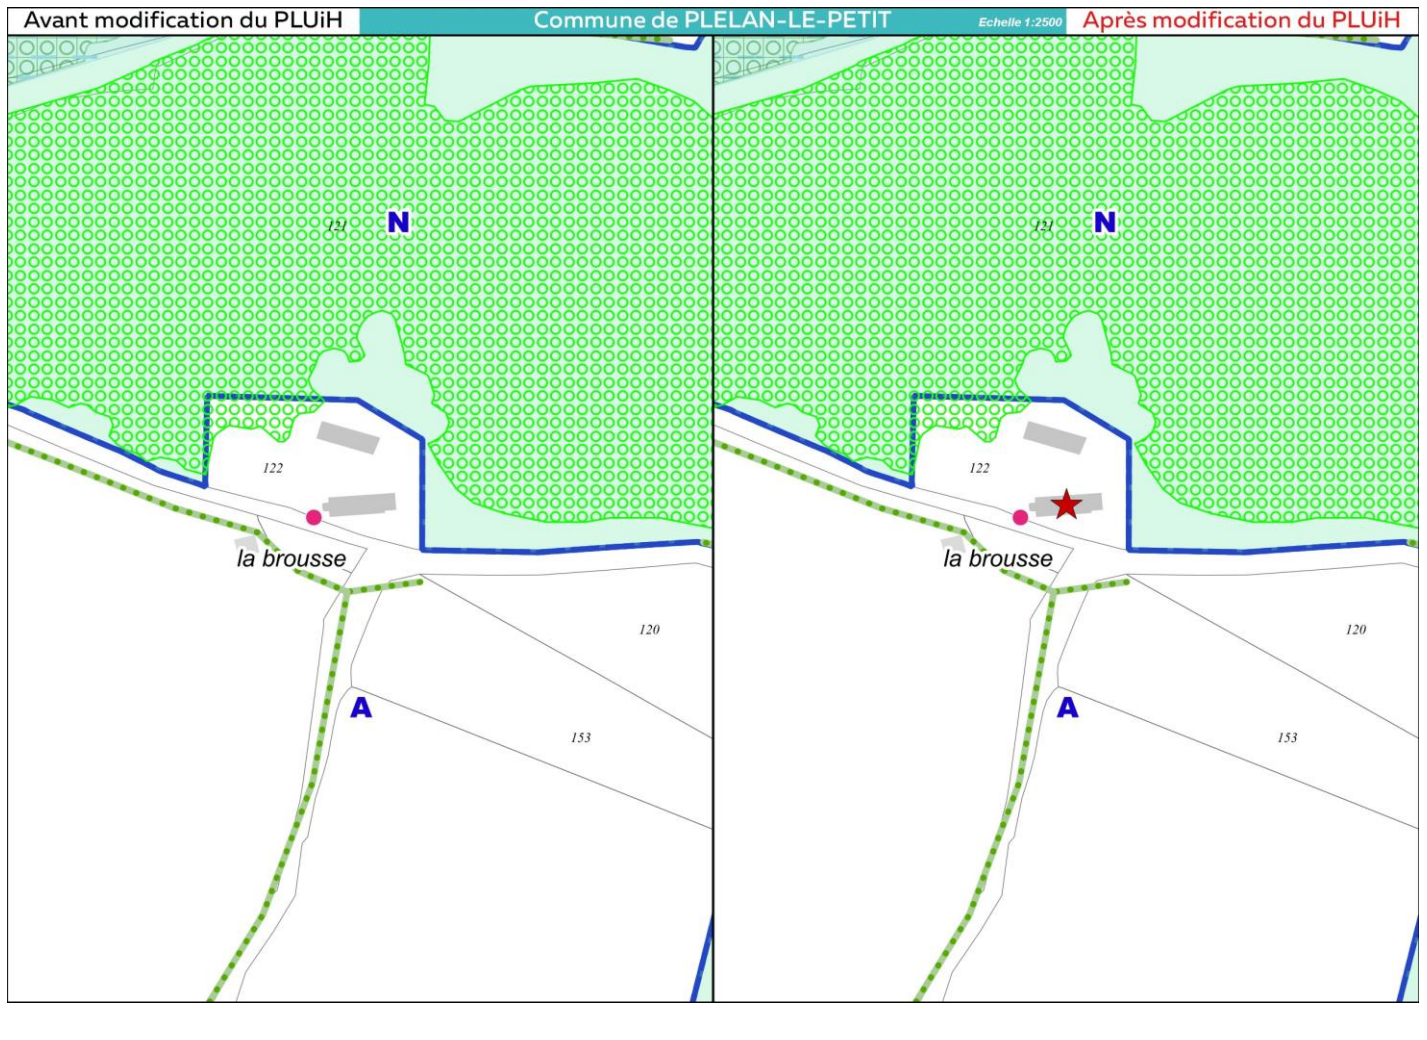 Avant modification du PLUiH
Commune de PLELAN-LE-PETIT
Echelle 1:2500
Après modification du PLUiH
121
N
122
la brousse
120
A
153
121
N
122
la brousse
120
A
153